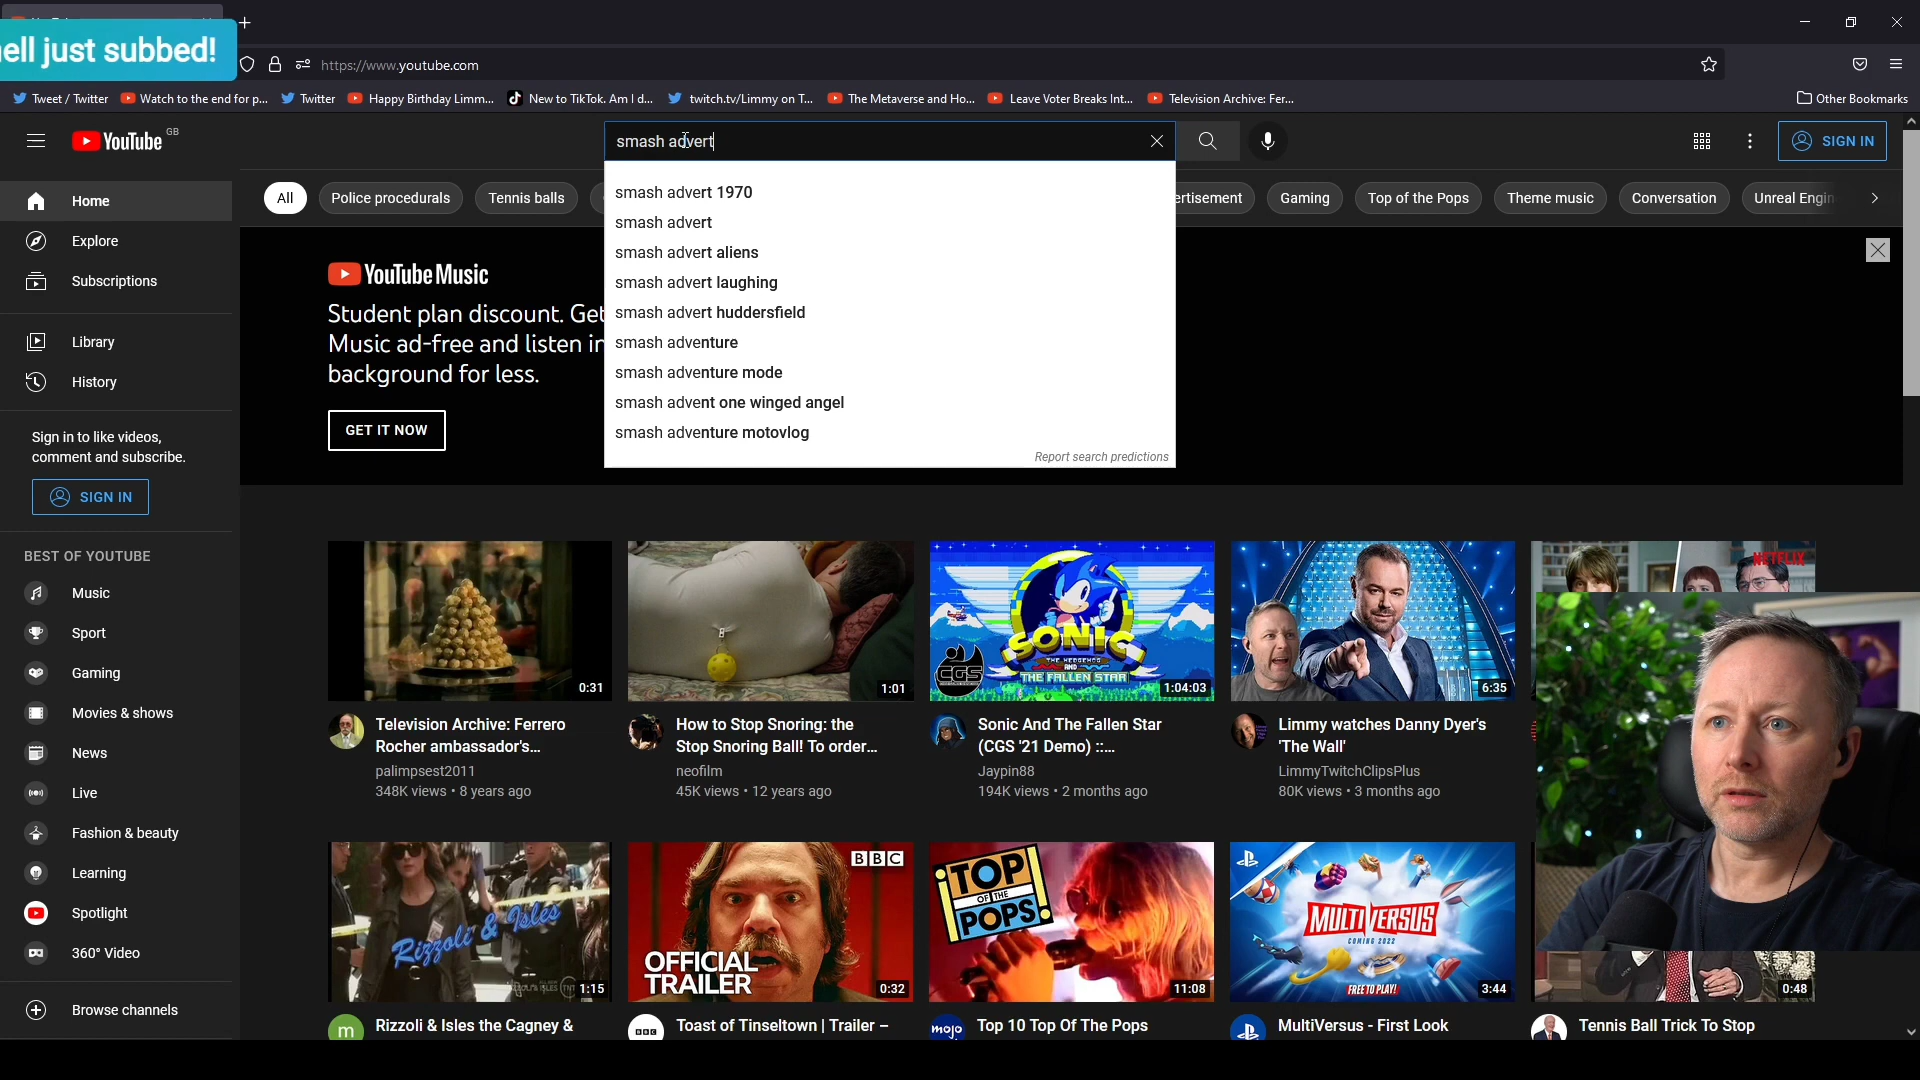 ell just subbed!
https://www.youtube.com
Tweet / Twitter
Watch to the end for p...
Twitter
Happy Birthday Limm...
New to TikTok. Am I d...
twitch.tv/Limmy on T...
The Metaverse and Ho...
Leave Voter Breaks Int...
Television Archive: Fer...
Other Bookmarks
YouTube GB
smash advert
SIGN IN
All
Police procedurals
Tennis balls
ertisement
Gaming
Top of the Pops
Theme music
Conversation
Unreal Engin
smash advert 1970
smash advert
smash advert aliens
smash advert laughing
smash advert huddersfield
smash adventure
smash adventure mode
smash advent one winged angel
smash adventure motovlog
Report search predictions
Home
Explore
Subscriptions
Library
History
Sign in to like videos,
comment and subscribe.
SIGN IN
BEST OF YOUTUBE
Music
Sport
Gaming
Movies & shows
News
Live
Fashion & beauty
Learning
Spotlight
360° Video
Browse channels
YouTube Music
Student plan discount. Get
Music ad-free and listen in
background for less.
GET IT NOW
0:31
Television Archive: Ferrero
Rocher ambassador's...
palimpsest2011
348K views • 8 years ago
1:01
How to Stop Snoring: the
Stop Snoring Ball! To order...
neofilm
45K views • 12 years ago
SONIC
THE HEDGEHOG
AND
THE FALLEN STAR
CGS
1:04:03
Sonic And The Fallen Star
(CGS '21 Demo) ::...
Jaypin88
194K views • 2 months ago
6:35
Limmy watches Danny Dyer's
'The Wall'
LimmyTwitchClipsPlus
80K views • 3 months ago
NETFLIX
Rizzoli & Isles
1:15
m
Rizzoli & Isles the Cagney &
BBC
OFFICIAL
TRAILER
0:32
BBC
Toast of Tinseltown | Trailer –
¡TOP
OF THE
POPS!
11:08
mojo
Top 10 Top Of The Pops
MULTIVERSUS
COMING 2022
FREE TO PLAY!
3:44
MultiVersus - First Look
0:48
Tennis Ball Trick To Stop